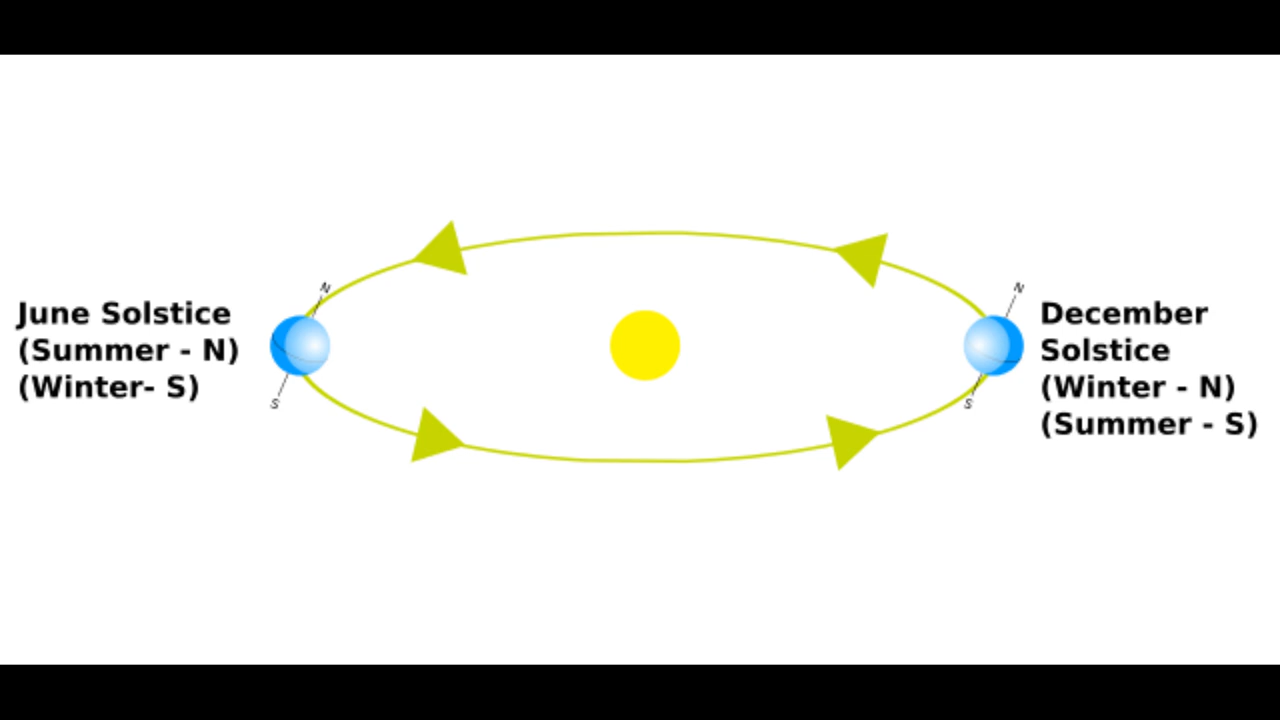 June Solstice
(Summer - N)
(Winter- S)
N
S
N
S
December
Solstice
(Winter - N)
(Summer - S)